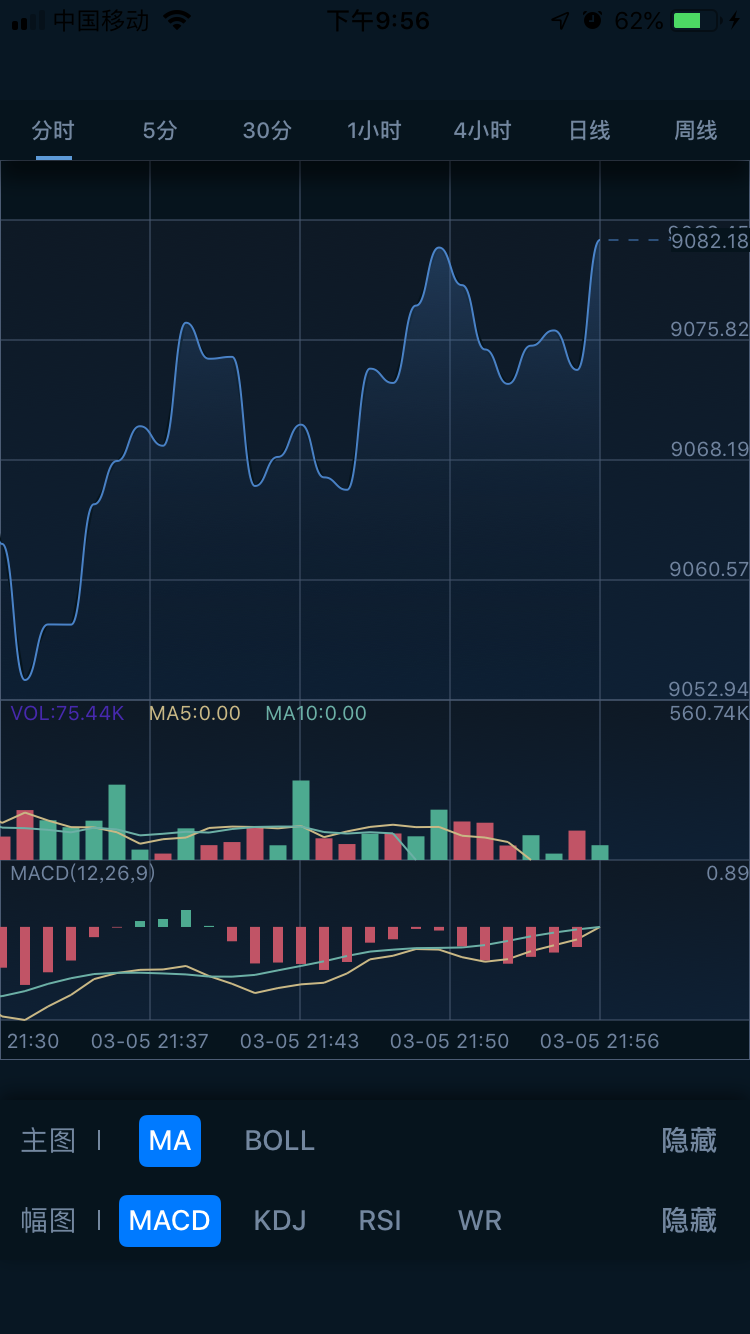 中国移动 下午9:56 62%
分时 5分 30分 1小时 4小时 日线 周线
9082.18
9075.82
9068.19
9060.57
9052.94
VOL:75.44K MA5:0.00 MA10:0.00 560.74K
MACD(12,26,9) 0.89
21:30 03-05 21:37 03-05 21:43 03-05 21:50 03-05 21:56
主图 | MA BOLL 隐藏
幅图 | MACD KDJ RSI WR 隐藏